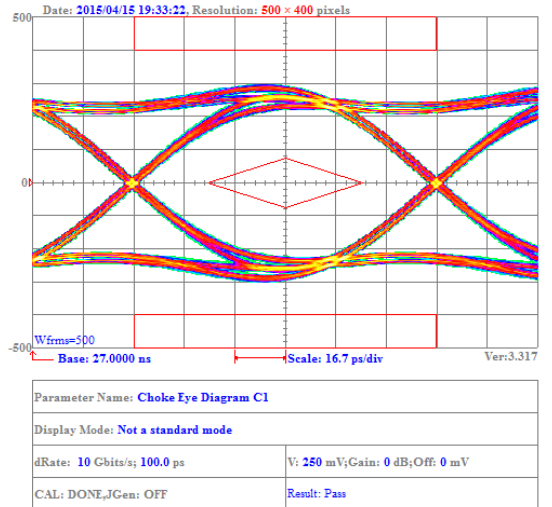 Date: 2015/04/15 19:33:22, Resolution: 500 × 400 pixels
500
0
-500
Wfrms=500
Base: 27.0000 ns
Scale: 16.7 ps/div
Ver:3.317
Parameter Name: Choke Eye Diagram C1
Display Mode: Not a standard mode
dRate: 10 Gbits/s; 100.0 ps
V: 250 mV;Gain: 0 dB;Off: 0 mV
CAL: DONE,JGen: OFF
Result: Pass